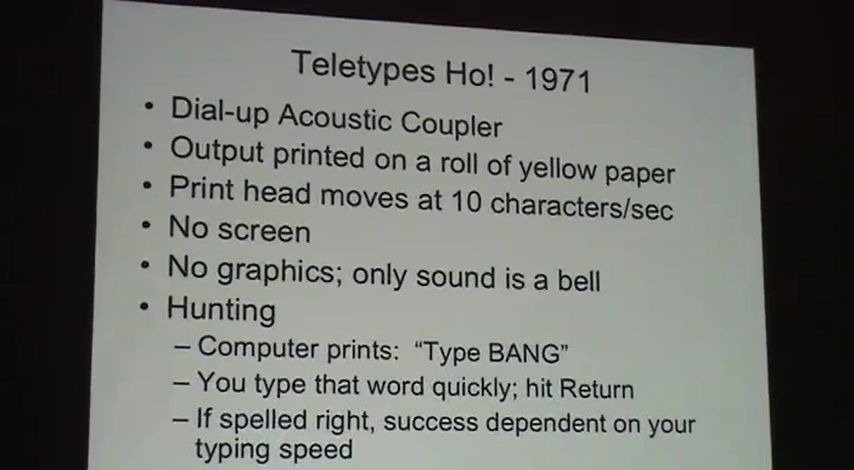 Teletypes Ho! - 1971
• Dial-up Acoustic Coupler
• Output printed on a roll of yellow paper
• Print head moves at 10 characters/sec
• No screen
• No graphics; only sound is a bell
• Hunting
– Computer prints: “Type BANG”
– You type that word quickly; hit Return
– If spelled right, success dependent on your
typing speed